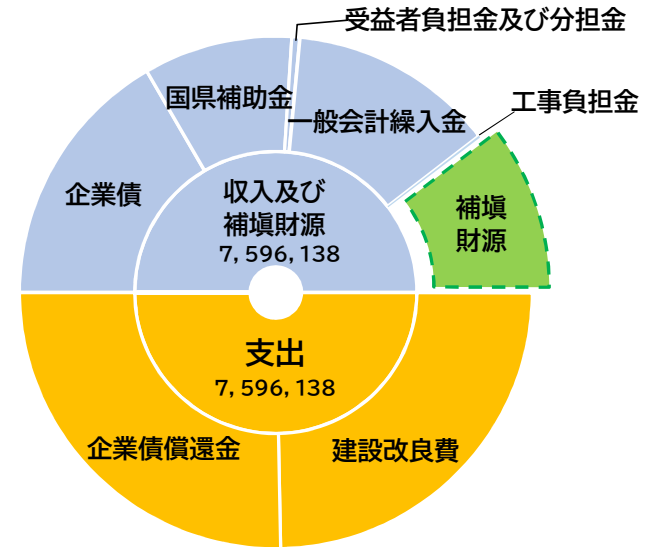 受益者負担金及び分担金
工事負担金
国県補助金
一般会計繰入金
企業債
収入及び
補塡財源
7,596,138
補塡
財源
支出
7,596,138
企業債償還金
建設改良費